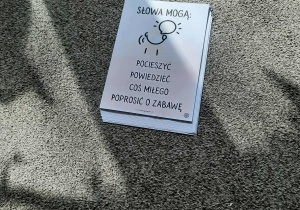 SŁOWA MOGĄ:
POCIESZYĆ
POWIEDZIEĆ
COŚ MIŁEGO
POPROSIĆ O ZABAWĘ